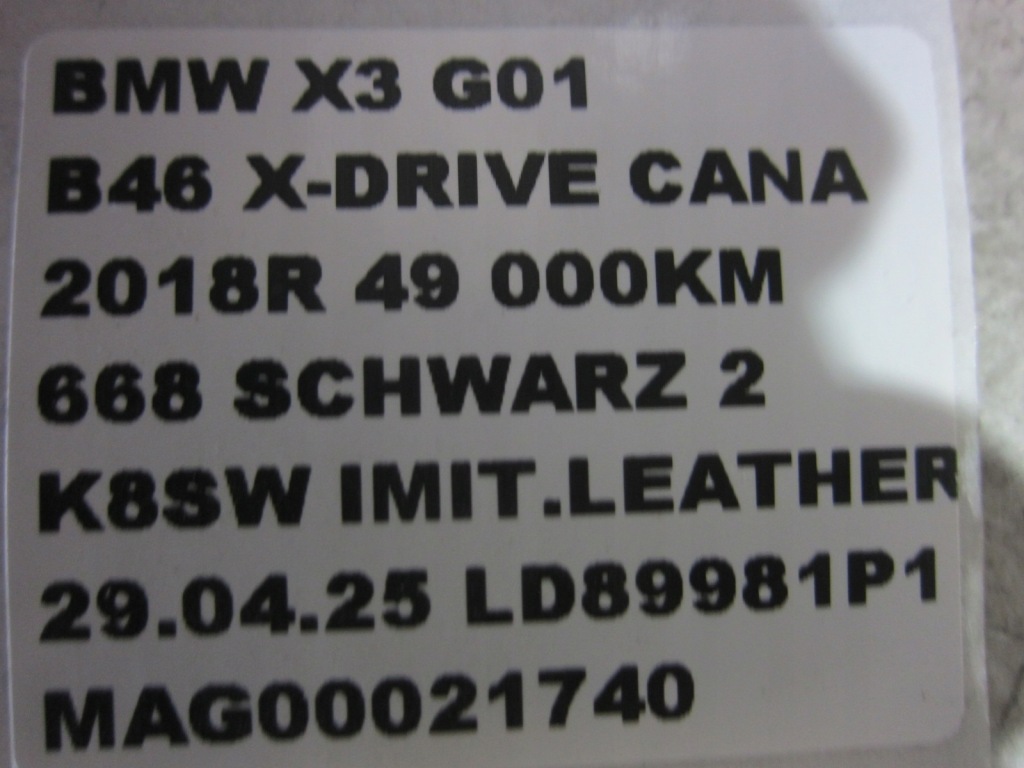 BMW X3 G01
B46 X-DRIVE CANA
2018R 49 000KM
668 SCHWARZ 2
K8SW IMIT.LEATHER
29.04.25 LD89981P1
MAG00021740